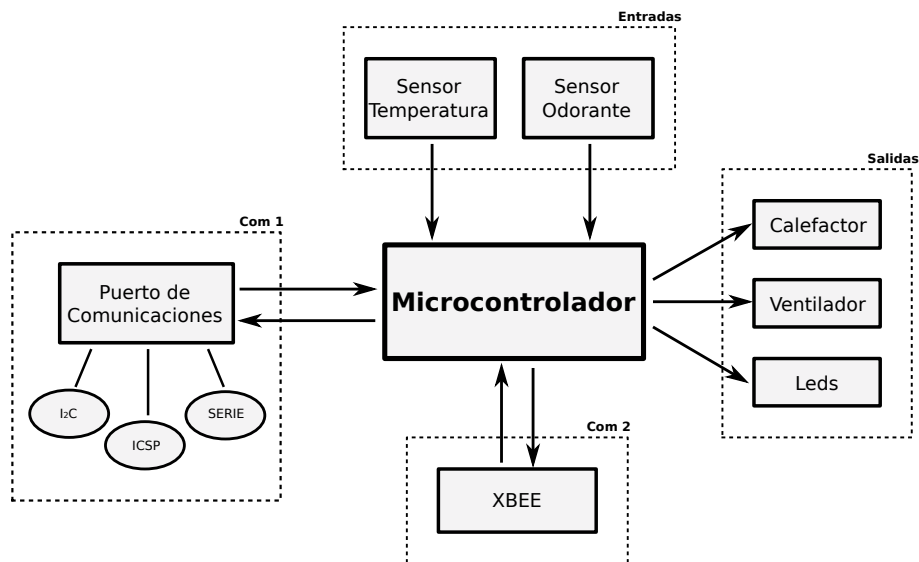 Entradas
Sensor
Temperatura
Sensor
Odorante
Salidas
Calefactor
Ventilador
Leds
Com 1
Puerto de
Comunicaciones
I₂C
ICSP
SERIE
Microcontrolador
Com 2
XBEE